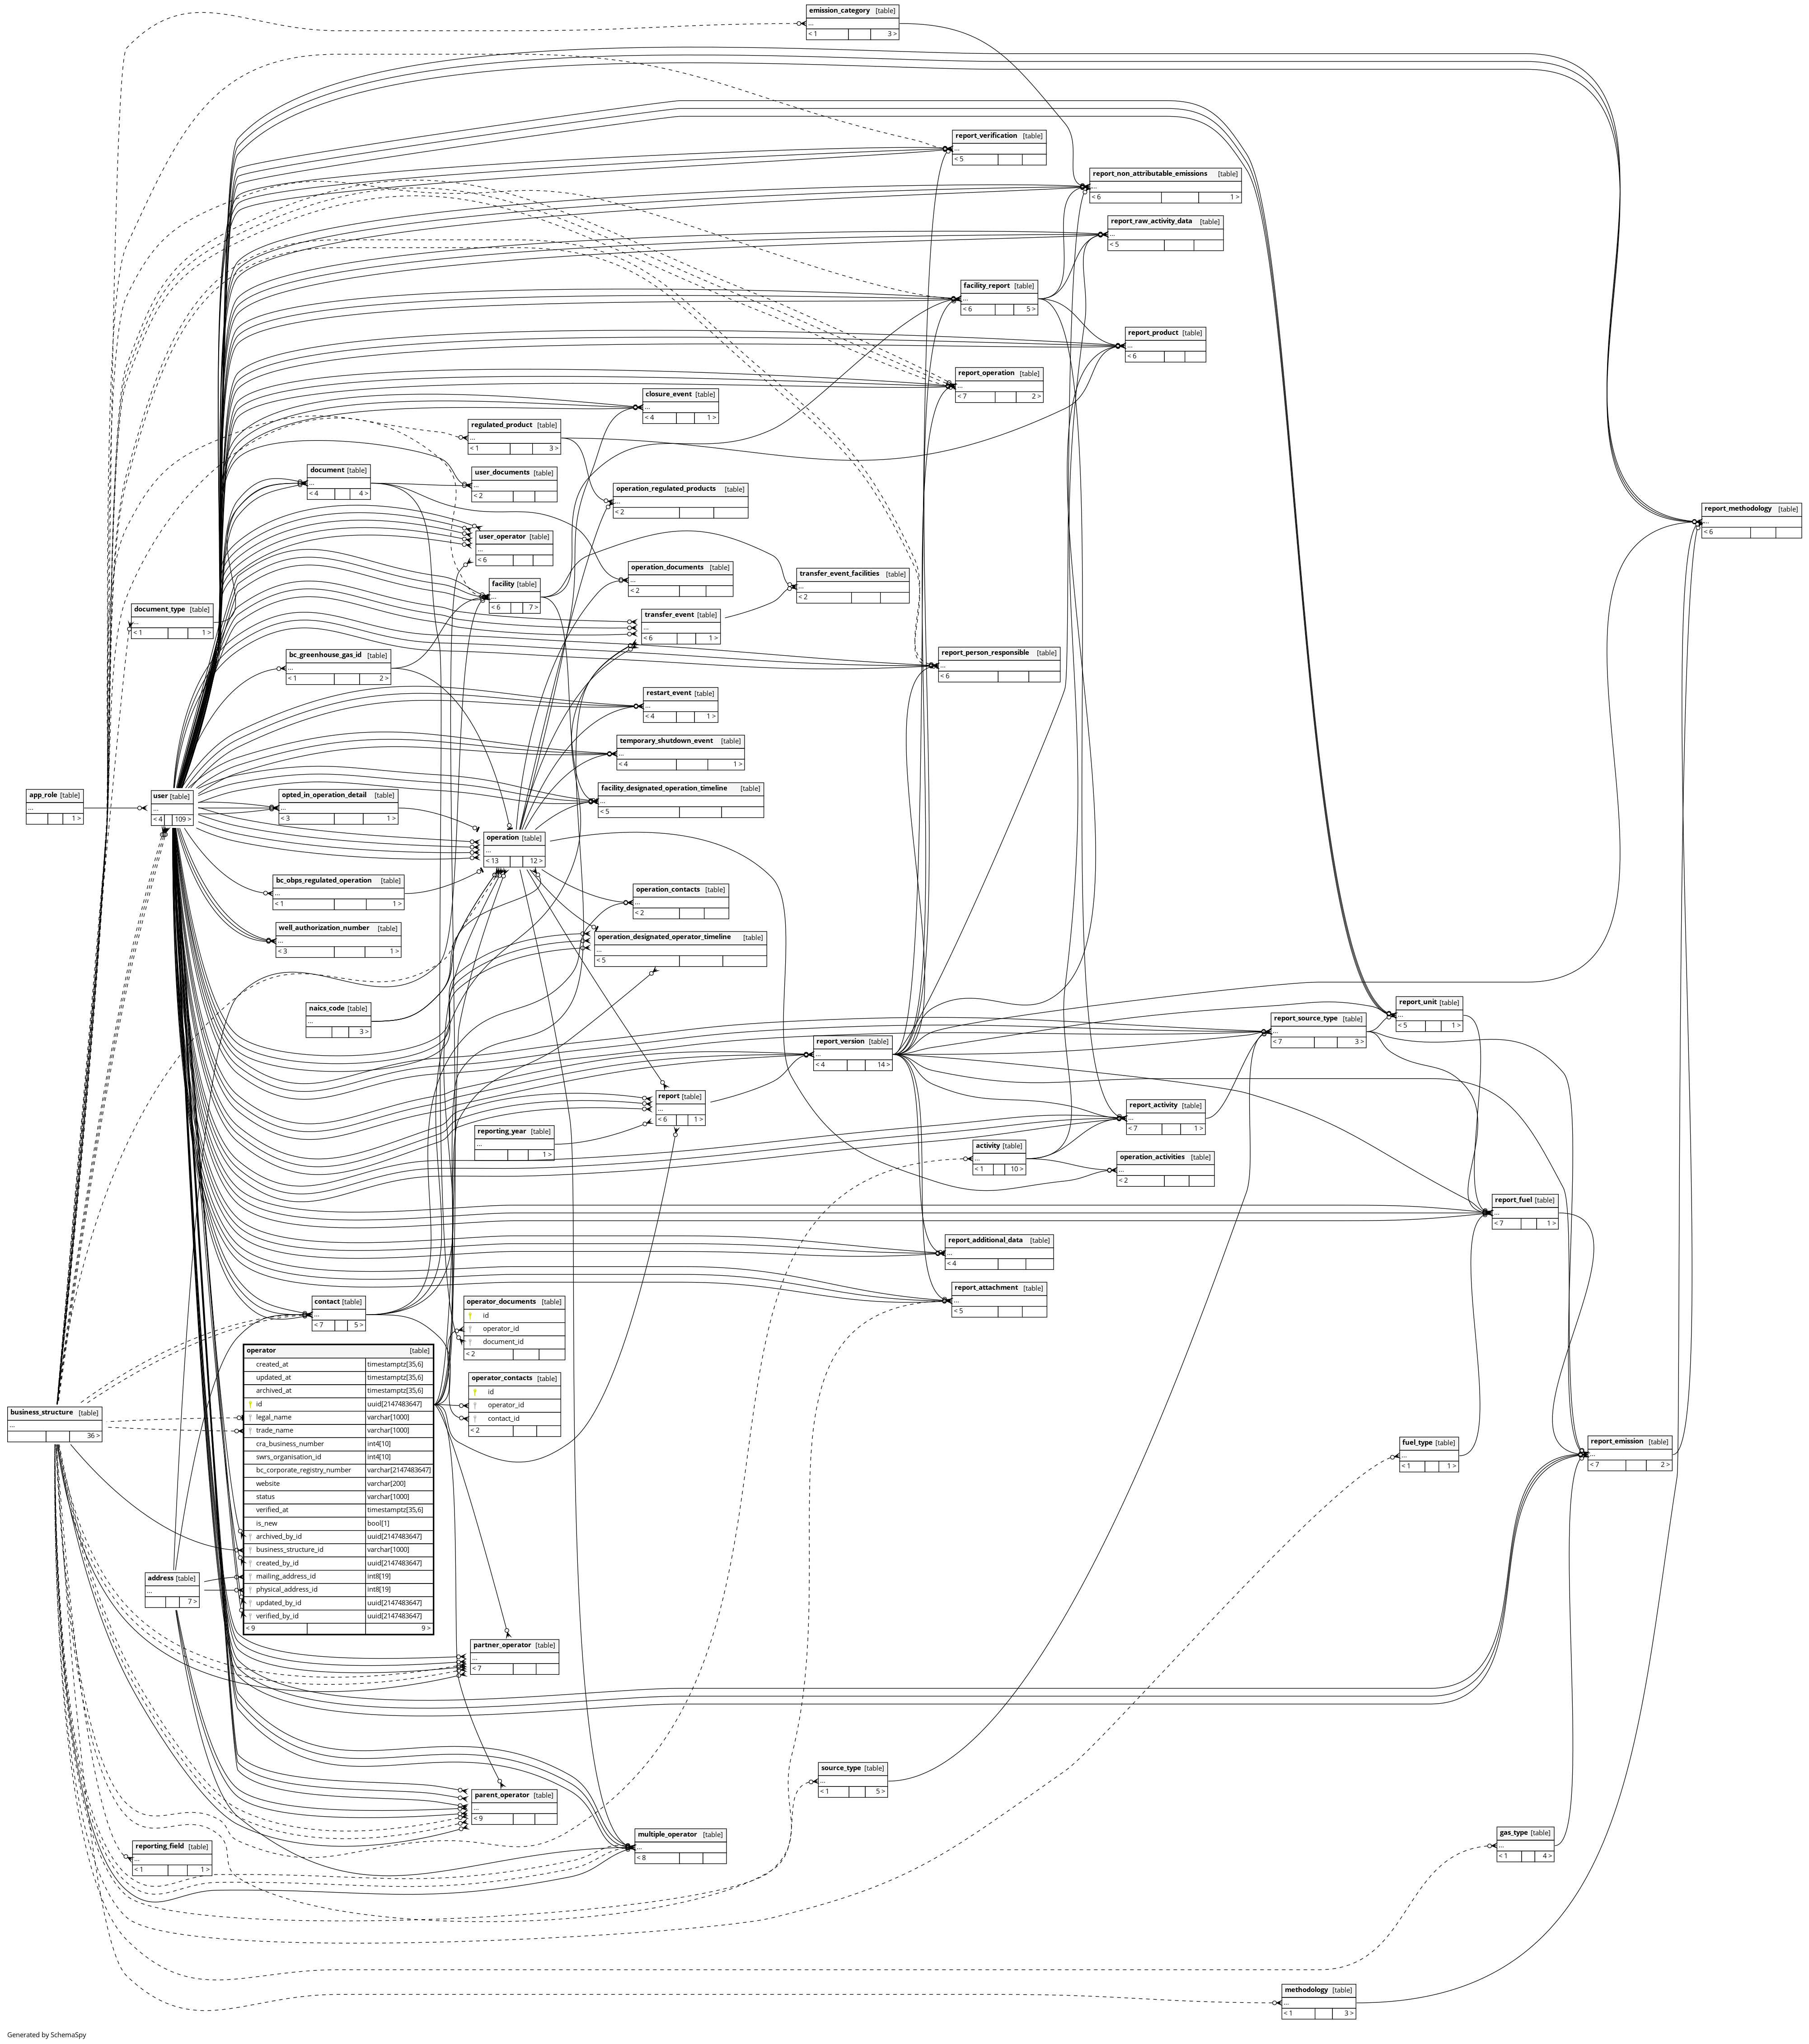 emission_category [table]
...
< 1 3 >
report_verification [table]
...
< 5
report_non_attributable_emissions [table]
...
< 6 1 >
report_raw_activity_data [table]
...
< 5
facility_report [table]
...
< 6 5 >
report_product [table]
...
< 6
report_operation [table]
...
< 7 2 >
closure_event [table]
...
< 4 1 >
regulated_product [table]
...
< 1 3 >
document [table]
...
< 4 4 >
user_documents [table]
...
< 2
operation_regulated_products [table]
...
< 2
report_methodology [table]
...
< 6
user_operator [table]
...
< 6
operation_documents [table]
...
< 2
transfer_event_facilities [table]
...
< 2
facility [table]
...
< 6 7 >
document_type [table]
...
< 1 1 >
transfer_event [table]
...
< 6 1 >
bc_greenhouse_gas_id [table]
...
< 1 2 >
report_person_responsible [table]
...
< 6
restart_event [table]
...
< 4 1 >
temporary_shutdown_event [table]
...
< 4 1 >
facility_designated_operation_timeline [table]
...
< 5
app_role [table]
...
1 >
user [table]
...
< 4 109 >
opted_in_operation_detail [table]
...
< 3 1 >
operation [table]
...
< 13 12 >
bc_obps_regulated_operation [table]
...
< 1 1 >
operation_contacts [table]
...
< 2
well_authorization_number [table]
...
< 3 1 >
operation_designated_operator_timeline [table]
...
< 5
naics_code [table]
...
3 >
report_unit [table]
...
< 5 1 >
report_source_type [table]
...
< 7 3 >
report_version [table]
...
< 4 14 >
report [table]
...
< 6 1 >
report_activity [table]
...
< 7 1 >
reporting_year [table]
...
1 >
activity [table]
...
< 1 10 >
operation_activities [table]
...
< 2
report_fuel [table]
...
< 7 1 >
report_additional_data [table]
...
< 4
report_attachment [table]
...
< 5
contact [table]
...
< 7 5 >
operator_documents [table]
id
operator_id
document_id
< 2
operator_contacts [table]
id
operator_id
contact_id
< 2
operator [table]
created_at timestamptz[35,6]
updated_at timestamptz[35,6]
archived_at timestamptz[35,6]
id uuid[2147483647]
legal_name varchar[1000]
trade_name varchar[1000]
cra_business_number int4[10]
swrs_organisation_id int4[10]
bc_corporate_registry_number varchar[2147483647]
website varchar[200]
status varchar[1000]
verified_at timestamptz[35,6]
is_new bool[1]
archived_by_id uuid[2147483647]
business_structure_id varchar[1000]
created_by_id uuid[2147483647]
mailing_address_id int8[19]
physical_address_id int8[19]
updated_by_id uuid[2147483647]
verified_by_id uuid[2147483647]
< 9 9 >
business_structure [table]
...
36 >
fuel_type [table]
...
< 1 1 >
report_emission [table]
...
< 7 2 >
address [table]
...
7 >
partner_operator [table]
...
< 7
source_type [table]
...
< 1 5 >
parent_operator [table]
...
< 9
multiple_operator [table]
...
< 8
gas_type [table]
...
< 1 4 >
reporting_field [table]
...
< 1 1 >
methodology [table]
...
< 1 3 >
Generated by SchemaSpy